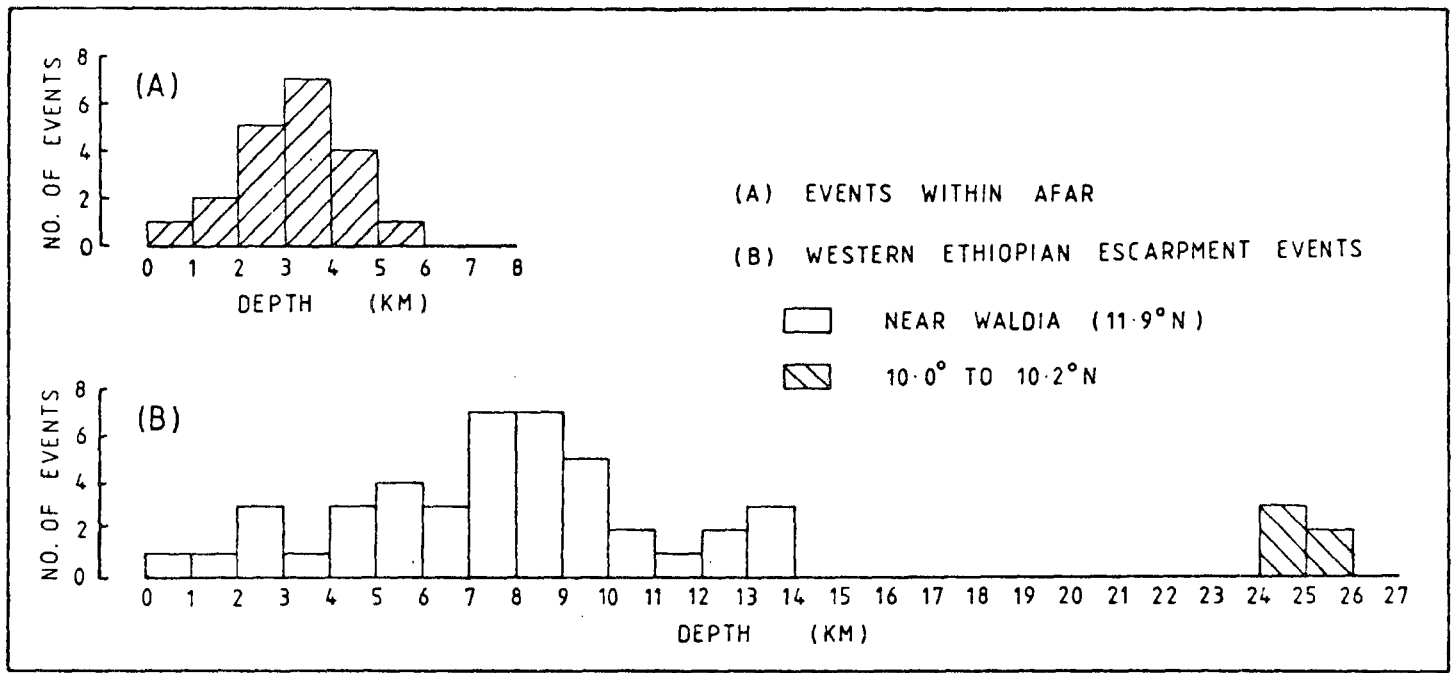 (A)
8
6
4
2
0
NO. OF EVENTS
0 1 2 3 4 5 6 7 8
DEPTH (KM)
(A) EVENTS WITHIN AFAR
(B) WESTERN ETHIOPIAN ESCARPMENT EVENTS
NEAR WALDIA (11·9°N)
10·0° TO 10·2°N
(B)
8
6
4
2
0
NO. OF EVENTS
0 1 2 3 4 5 6 7 8 9 10 11 12 13 14 15 16 17 18 19 20 21 22 23 24 25 26 27
DEPTH (KM)